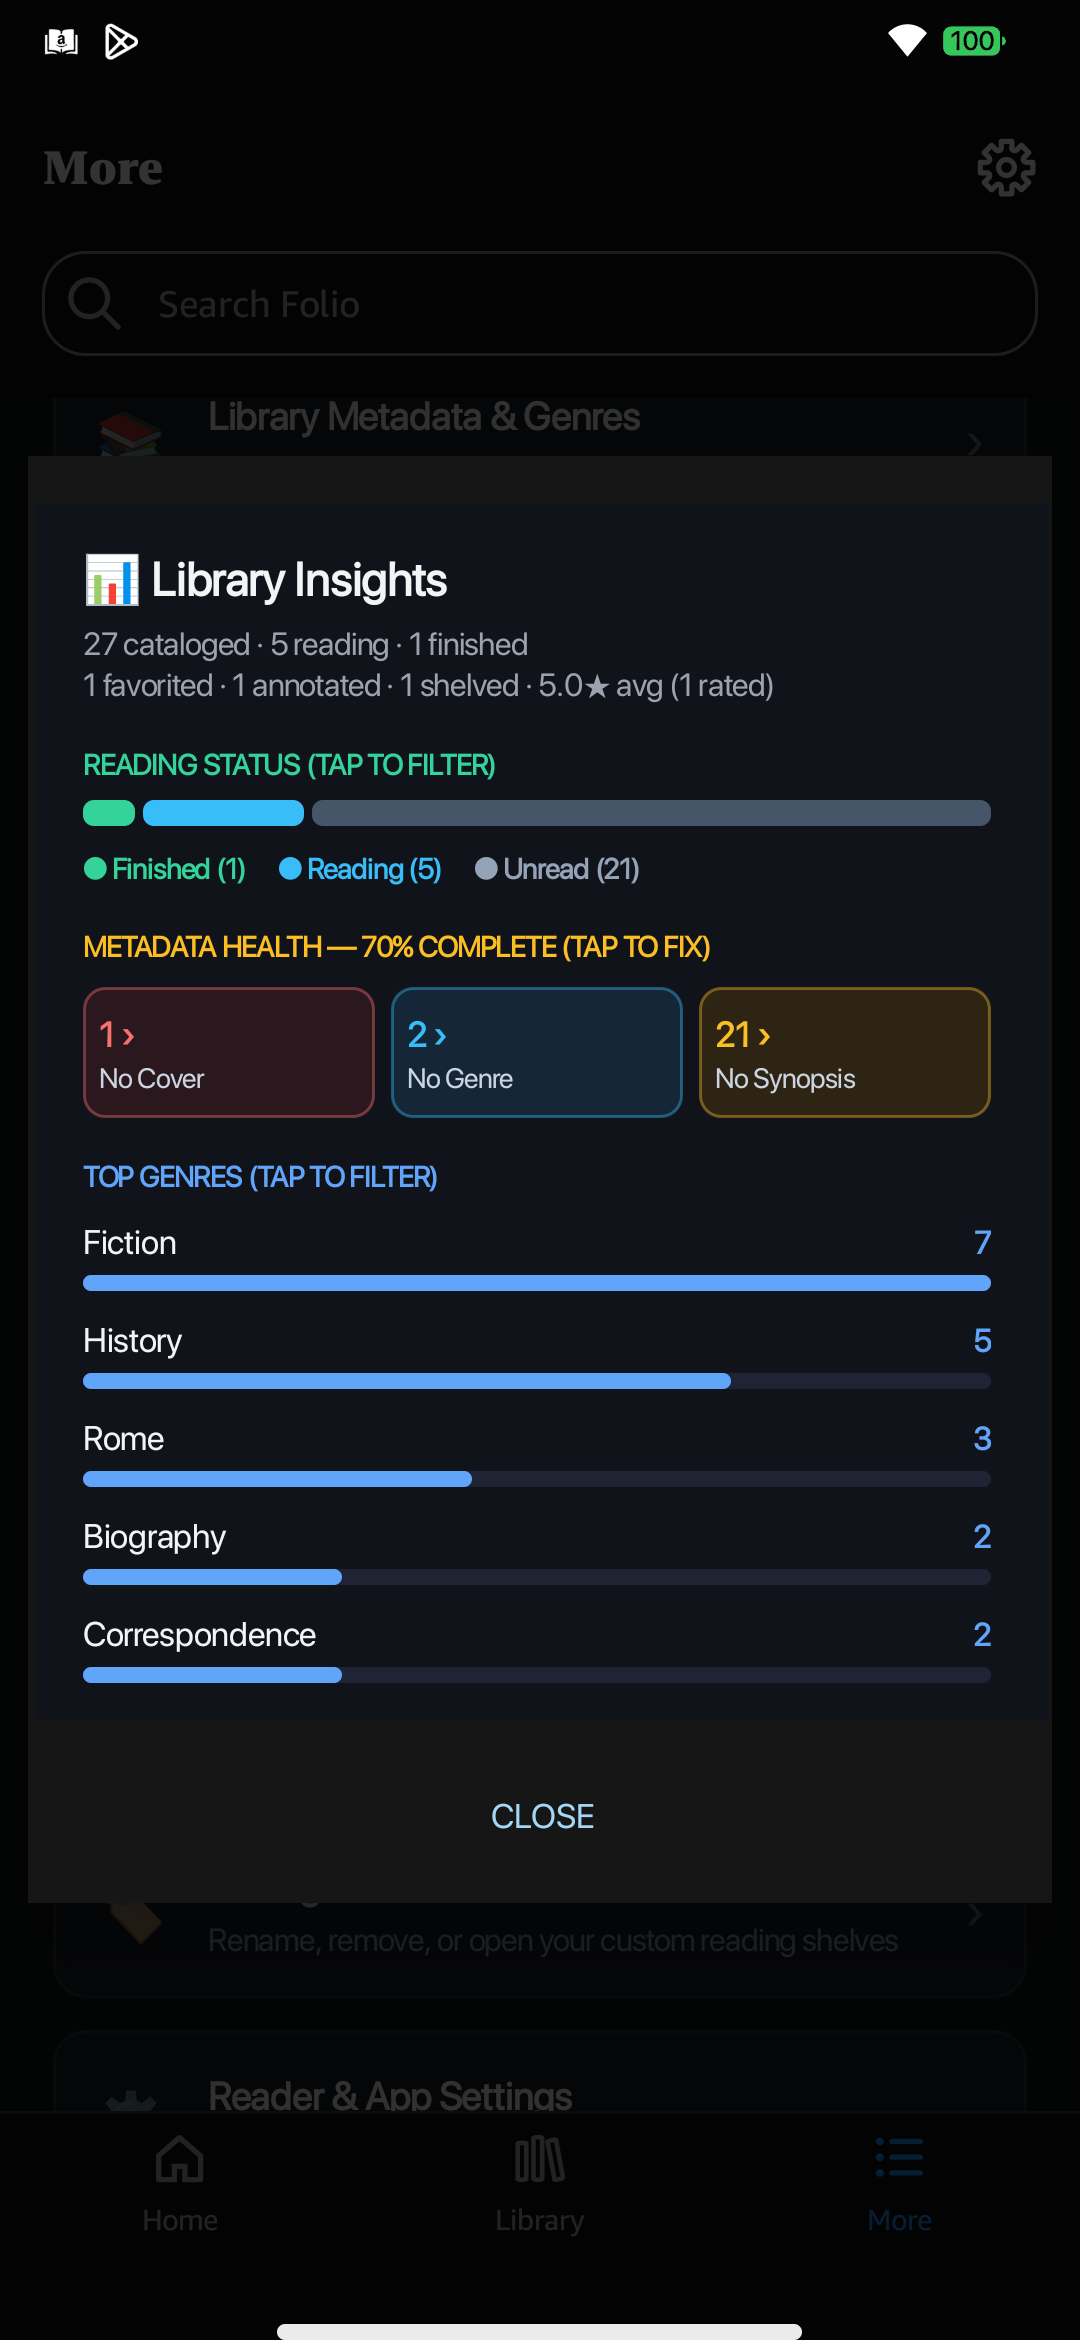 100
More
Search Folio
Library Metadata & Genres
Library Insights
27 cataloged · 5 reading · 1 finished
1 favorited · 1 annotated · 1 shelved · 5.0★ avg (1 rated)
READING STATUS (TAP TO FILTER)
Finished (1) Reading (5) Unread (21)
METADATA HEALTH — 70% COMPLETE (TAP TO FIX)
1 › 2 › 21 ›
No Cover No Genre No Synopsis
TOP GENRES (TAP TO FILTER)
Fiction 7
History 5
Rome 3
Biography 2
Correspondence 2
CLOSE
Rename, remove, or open your custom reading shelves
Reader & App Settings
Home Library More